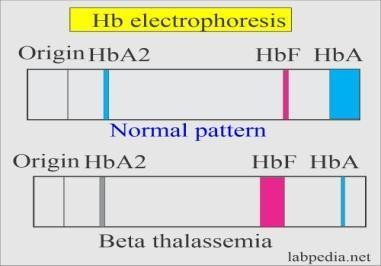 Hb electrophoresis
Origin HbA2 HbF HbA
Normal pattern
Origin HbA2 HbF HbA
Beta thalassemia
labpedia.net